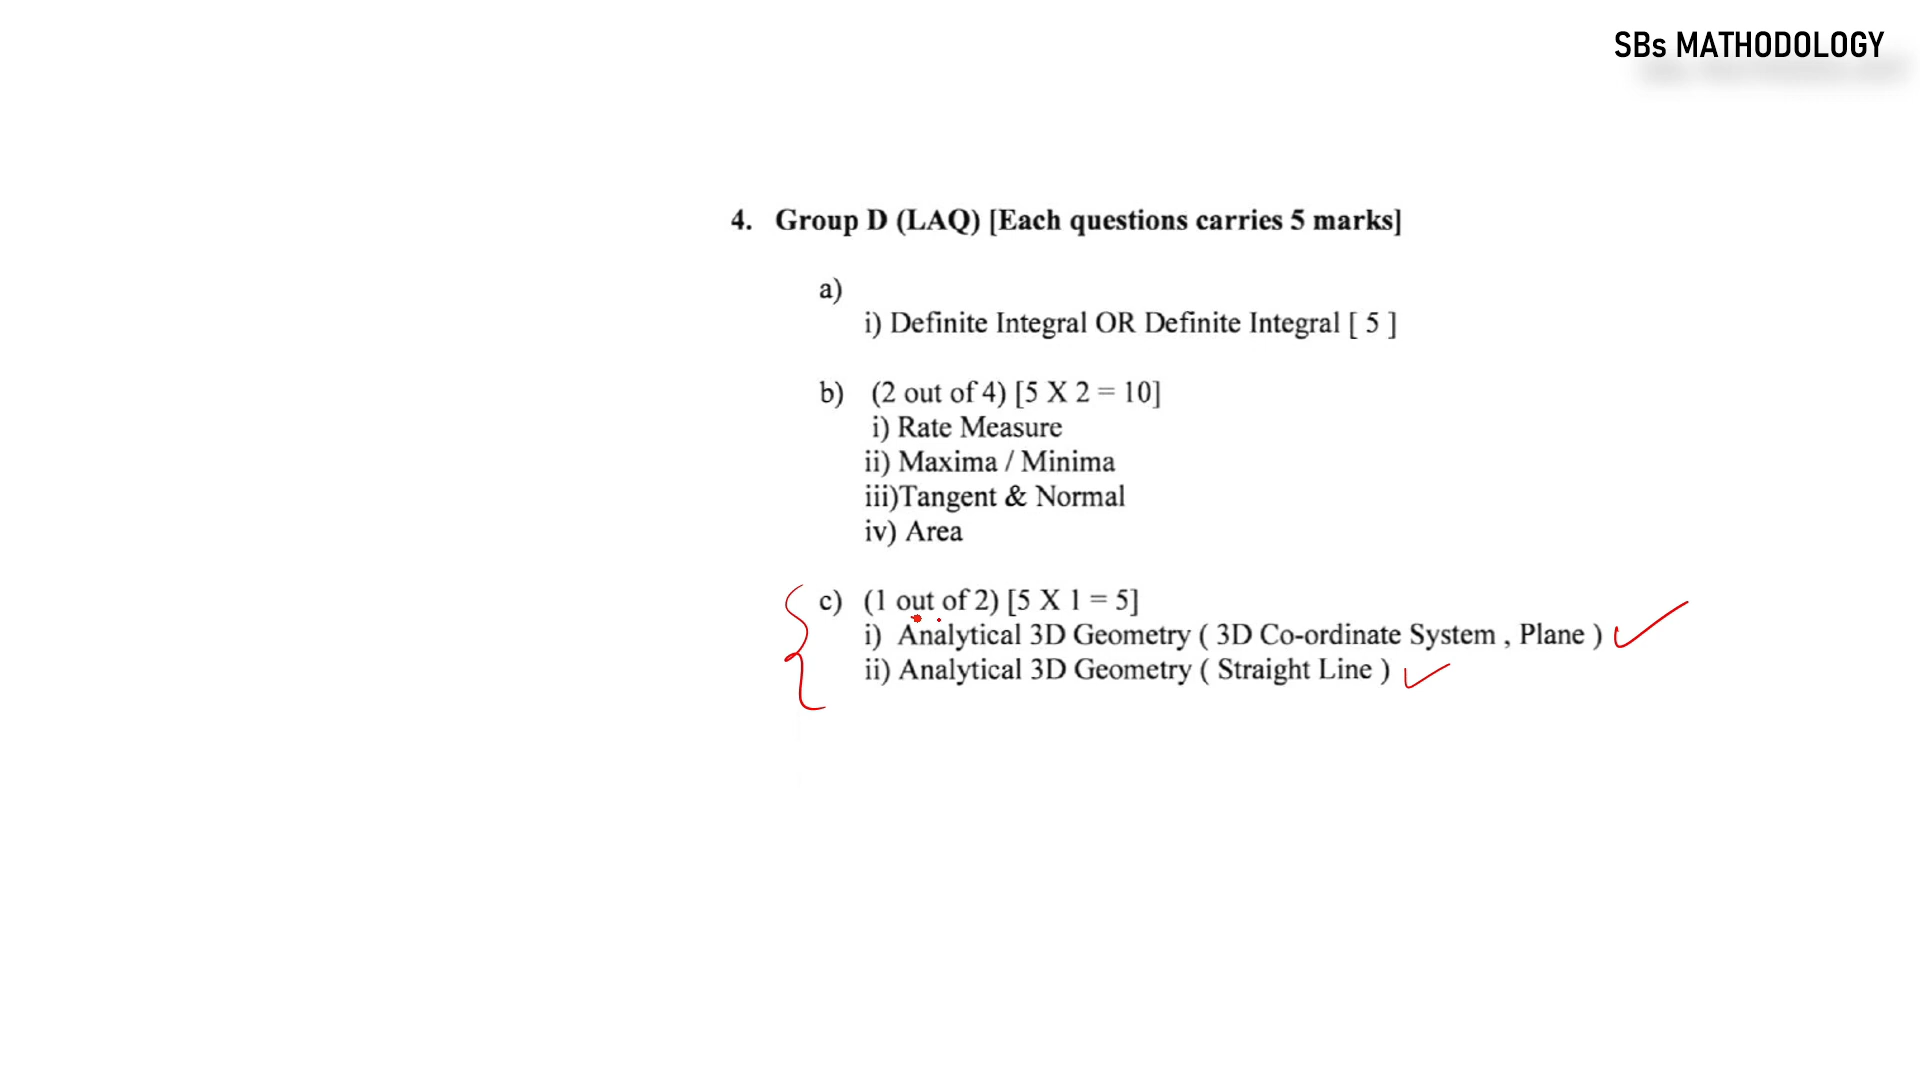 SBs MATHODOLOGY
4. Group D (LAQ) [Each questions carries 5 marks]
a)
i) Definite Integral OR Definite Integral [ 5 ]
b) (2 out of 4) [5 X 2 = 10]
i) Rate Measure
ii) Maxima / Minima
iii)Tangent & Normal
iv) Area
c) (1 out of 2) [5 X 1 = 5]
i) Analytical 3D Geometry ( 3D Co-ordinate System , Plane )
ii) Analytical 3D Geometry ( Straight Line )